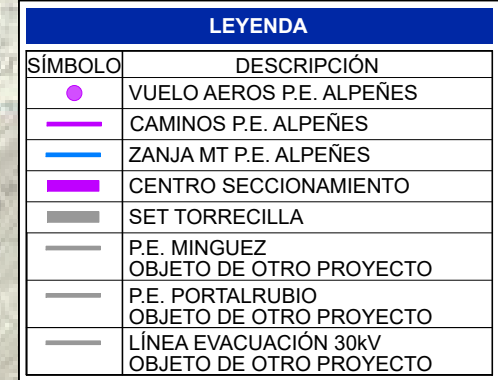 LEYENDA
SÍMBOLO DESCRIPCIÓN
VUELO AEROS P.E. ALPEÑES
CAMINOS P.E. ALPEÑES
ZANJA MT P.E. ALPEÑES
CENTRO SECCIONAMIENTO
SET TORRECILLA
P.E. MINGUEZ
OBJETO DE OTRO PROYECTO
P.E. PORTALRUBIO
OBJETO DE OTRO PROYECTO
LÍNEA EVACUACIÓN 30kV
OBJETO DE OTRO PROYECTO